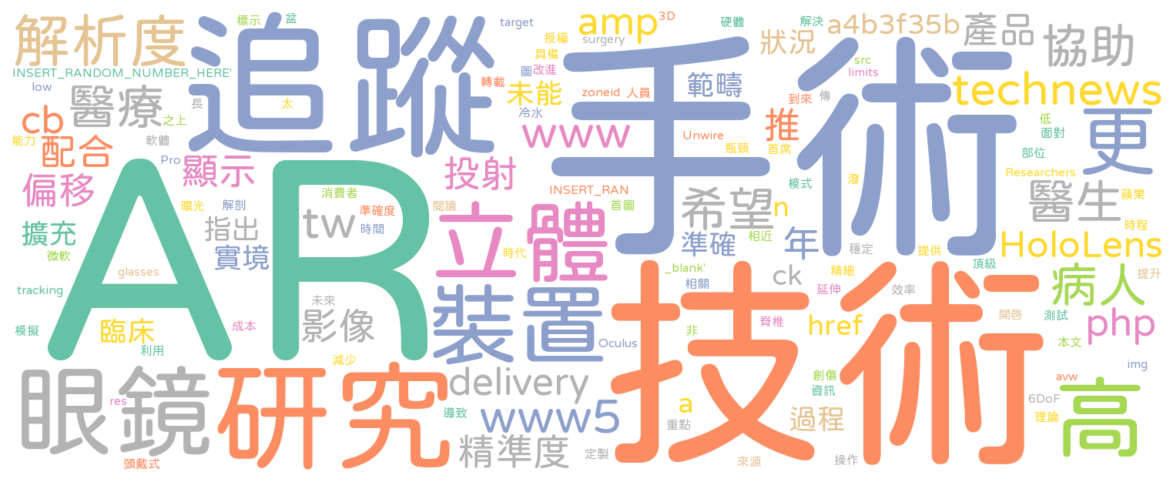 標示 盆 target 3D 硬體 解決
解析度 追蹤 授權 surgery amp 手術 狀況 a4b3f35b 產品 協助
INSERT_RANDOM_NUMBER_HERE' 具備 圖 改進 src limits
low 醫療 長 太 轉載 未能 zoneid 人員 範疇 到來 傳 technews
cb 之上 冷水 www Unwire 推 低 面對 更
能力 配合 軟體 瓶頸 首席 部位
偏移 Pro 顯示 投射 INSERT_RAN 模式 潑 Researchers 蘋果
AR 消費者 解剖 曝光 準確度 閱讀 立體 首圖 希望 n 醫生
擴充 指出 tw 時間 準確 相近 年 穩定 提供 時程
微軟 實境 時代 HoloLens
glasses _blank' ck 精細 頂級 提升
tracking 未來 裝置 相關 延伸 效率 病人
模擬 臨床 成本 影像 Oculus 非 脊椎 href 開啓 測試 php
利用 減少 技術 本文
眼鏡 研究 delivery 創傷 資訊 avw img
res 導致 www5 a 重點 過程 6DoF 理論 高
頭戴式 精準度 定製 來源 操作